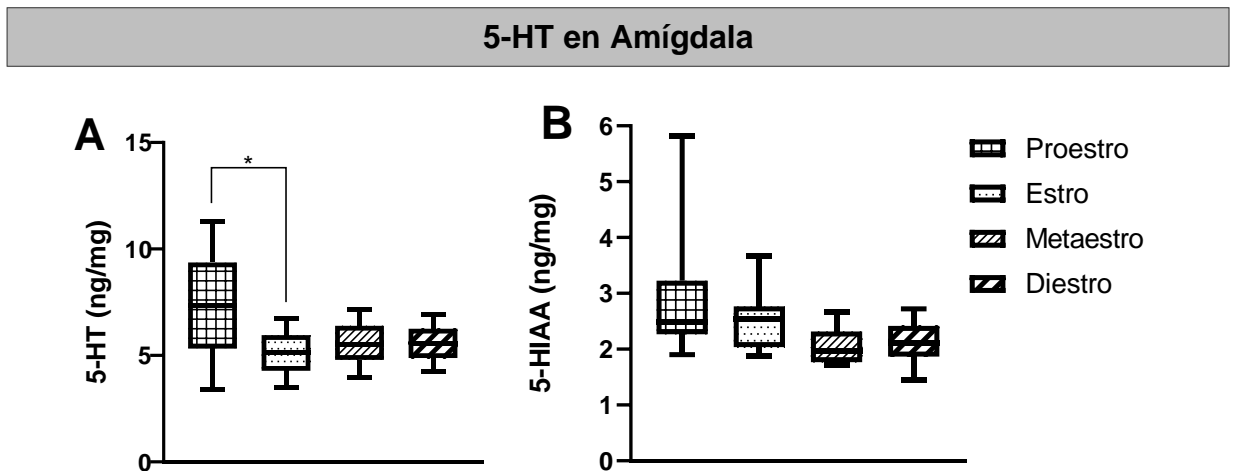 5-HT en Amígdala
A
15
10
5
0
5-HT (ng/mg)
*
B
6
5
4
3
2
1
0
5-HIAA (ng/mg)
Proestro
Estro
Metaestro
Diestro